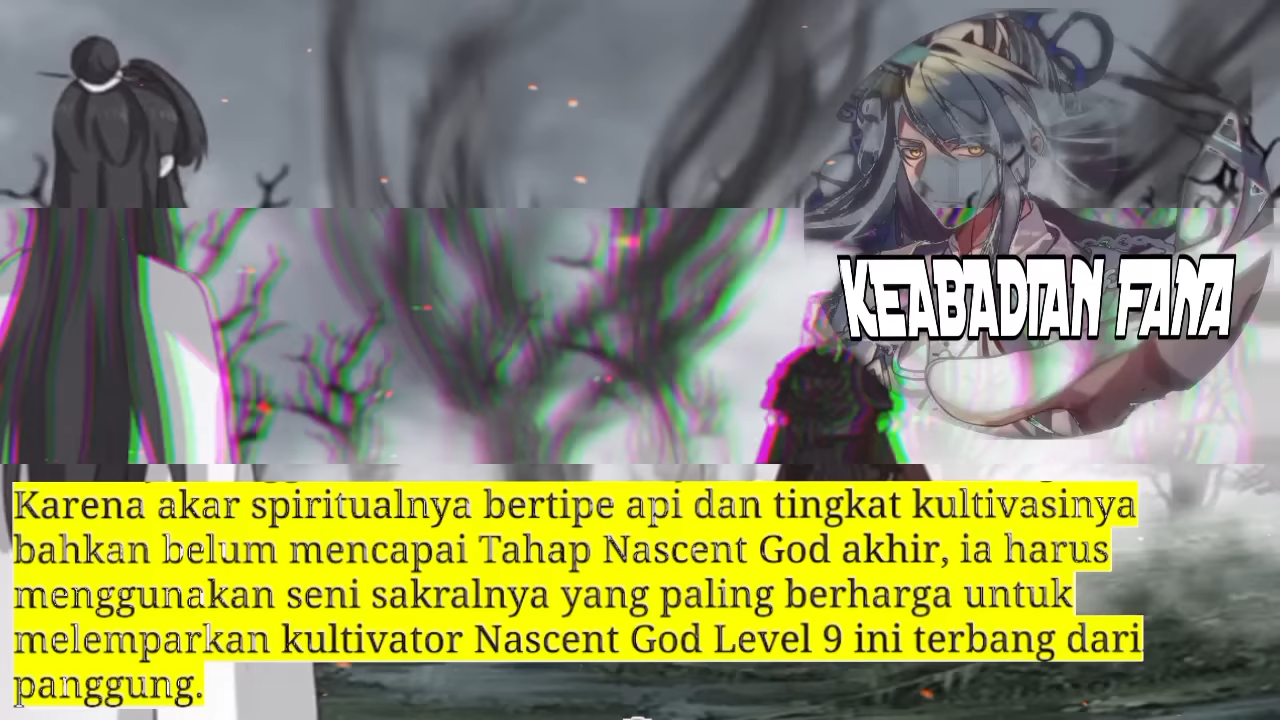 KEABADIAN FANA
Karena akar spiritualnya bertipe api dan tingkat kultivasinya
bahkan belum mencapai Tahap Nascent God akhir, ia harus
menggunakan seni sakralnya yang paling berharga untuk
melemparkan kultivator Nascent God Level 9 ini terbang dari
panggung.